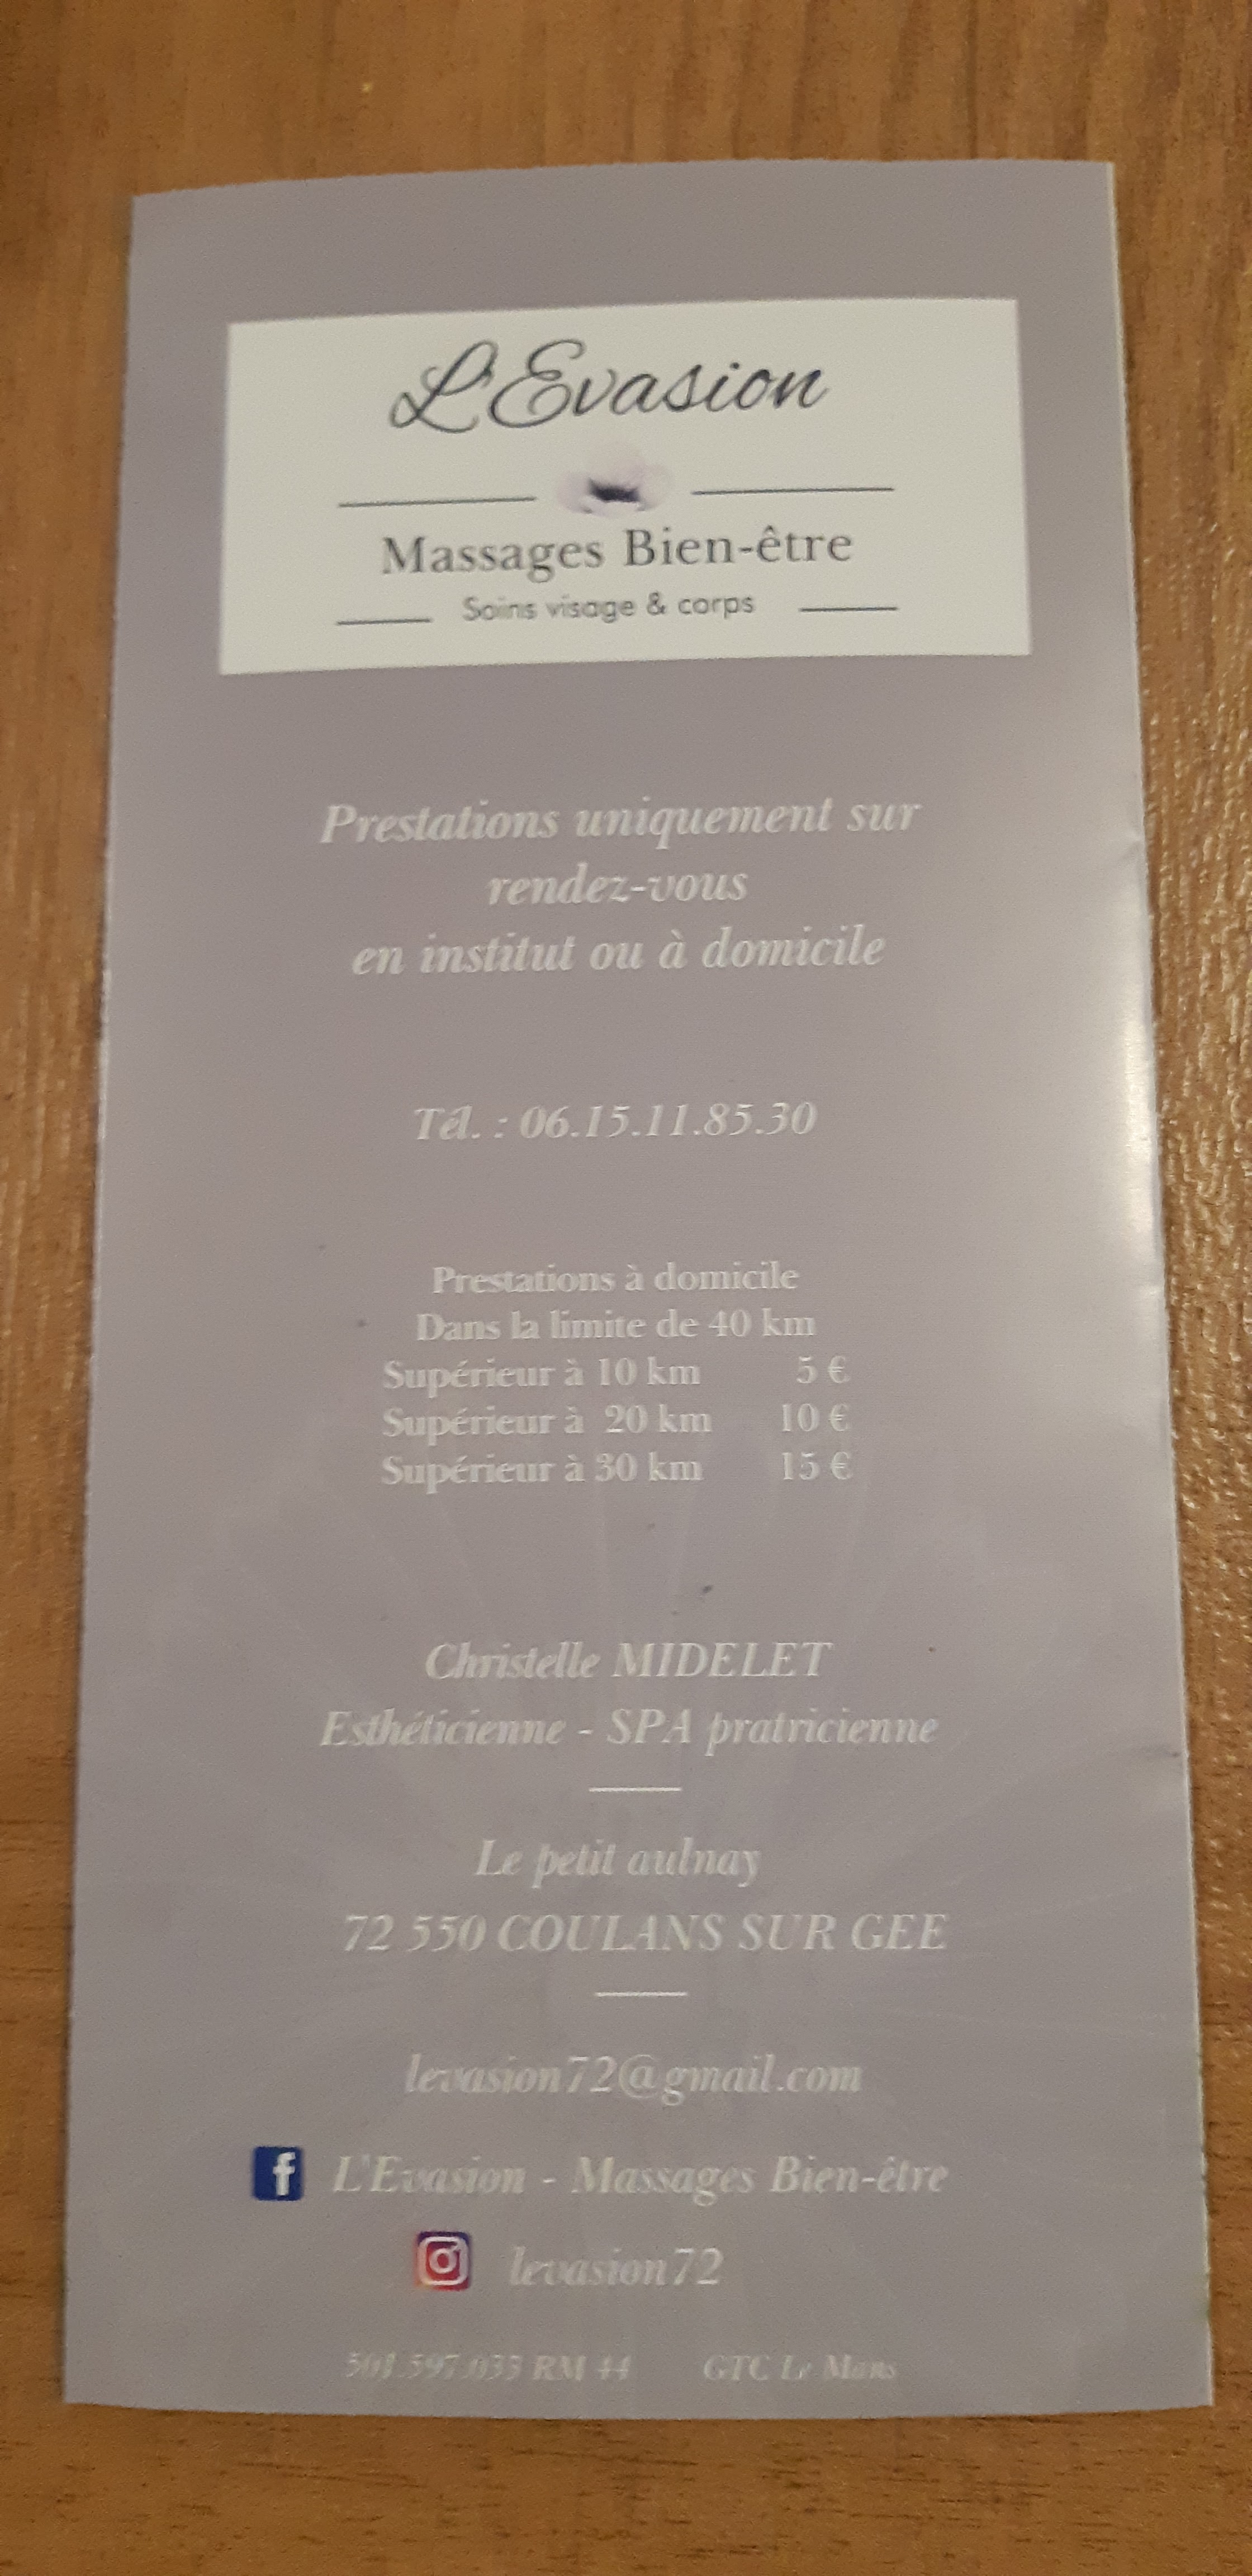 L'Evasion
Massages Bien-être
Soins visage & corps
Prestations uniquement sur
rendez-vous
en institut ou à domicile
Tél. : 06.15.11.85.30
Prestations à domicile
Dans la limite de 40 km
Supérieur à 10 km 5 €
Supérieur à 20 km 10 €
Supérieur à 30 km 15 €
Christelle MIDELET
Esthéticienne - SPA pratricienne
Le petit aulnay
72 550 COULANS SUR GEE
levasion72@gmail.com
L'Evasion - Massages Bien-être
levasion72
RM 44 GTC Le Mans